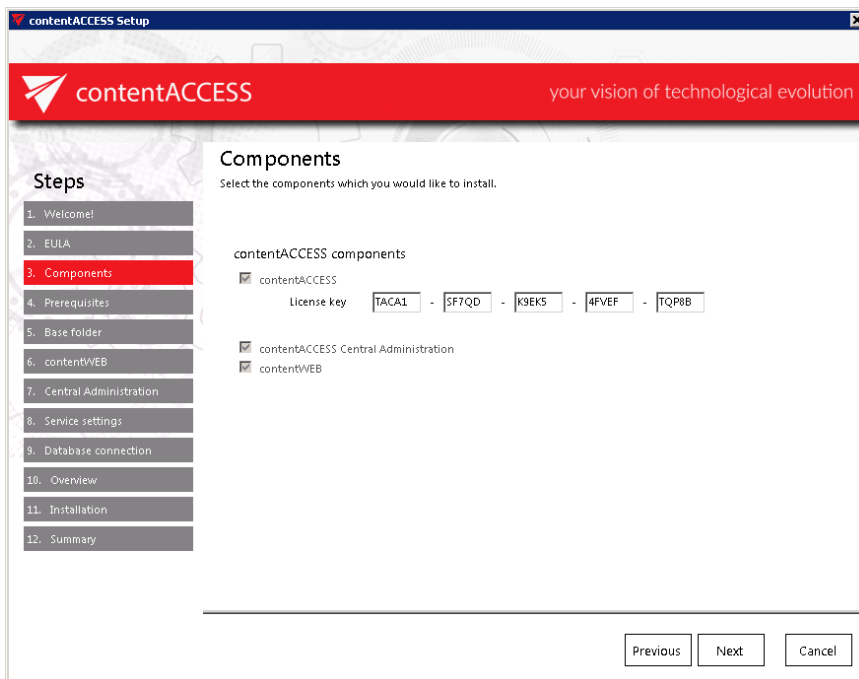 contentACCESS Setup
contentACCESS
your vision of technological evolution
Steps
1. Welcome!
2. EULA
3. Components
4. Prerequisites
5. Base folder
6. contentWEB
7. Central Administration
8. Service settings
9. Database connection
10. Overview
11. Installation
12. Summary
Components
Select the components which you would like to install.
contentACCESS components
contentACCESS
License key TACA1 - SF7QD - K9EK5 - 4FVEF - TQP8B
contentACCESS Central Administration
contentWEB
Previous Next Cancel